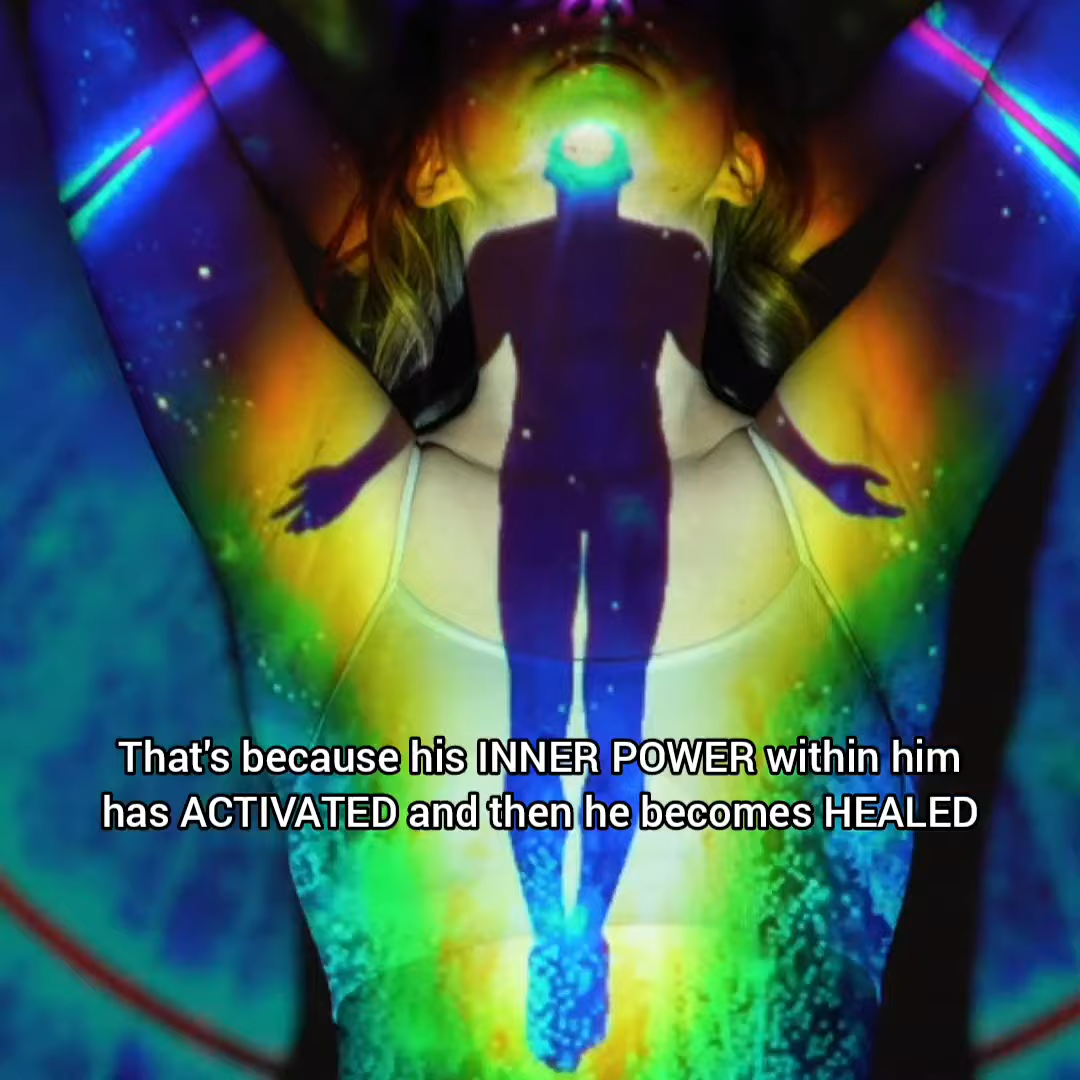 That's because his INNER POWER within him
has ACTIVATED and then he becomes HEALED